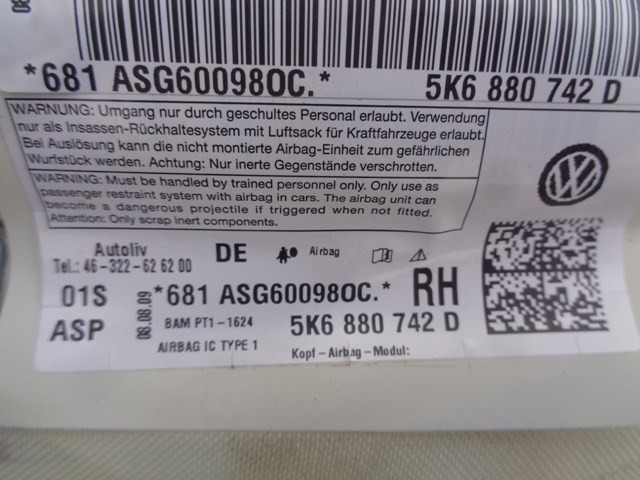 *681 ASG60098OC.*
5K6 880 742 D
WARNUNG: Umgang nur durch geschultes Personal erlaubt. Verwendung
nur als Insassen-Rückhaltesystem mit Luftsack für Kraftfahrzeuge erlaubt.
Bei Auslösung kann die nicht montierte Airbag-Einheit zum gefährlichen
Wurfstück werden. Achtung: Nur inerte Gegenstände verschrotten.
WARNING: Must be handled by trained personnel only. Only use as
passenger restraint system with airbag in cars. The airbag unit can
become a dangerous projectile if triggered when not fitted.
Attention: Only scrap inert components.
Autoliv
DE
Airbag
Tel.: 46-322-62 62 00
01S
08.08.09
*681 ASG60098OC.*
RH
ASP
BAM PT1-1624
5K6 880 742 D
AIRBAG IC TYPE 1
Kopf-Airbag-Modul: